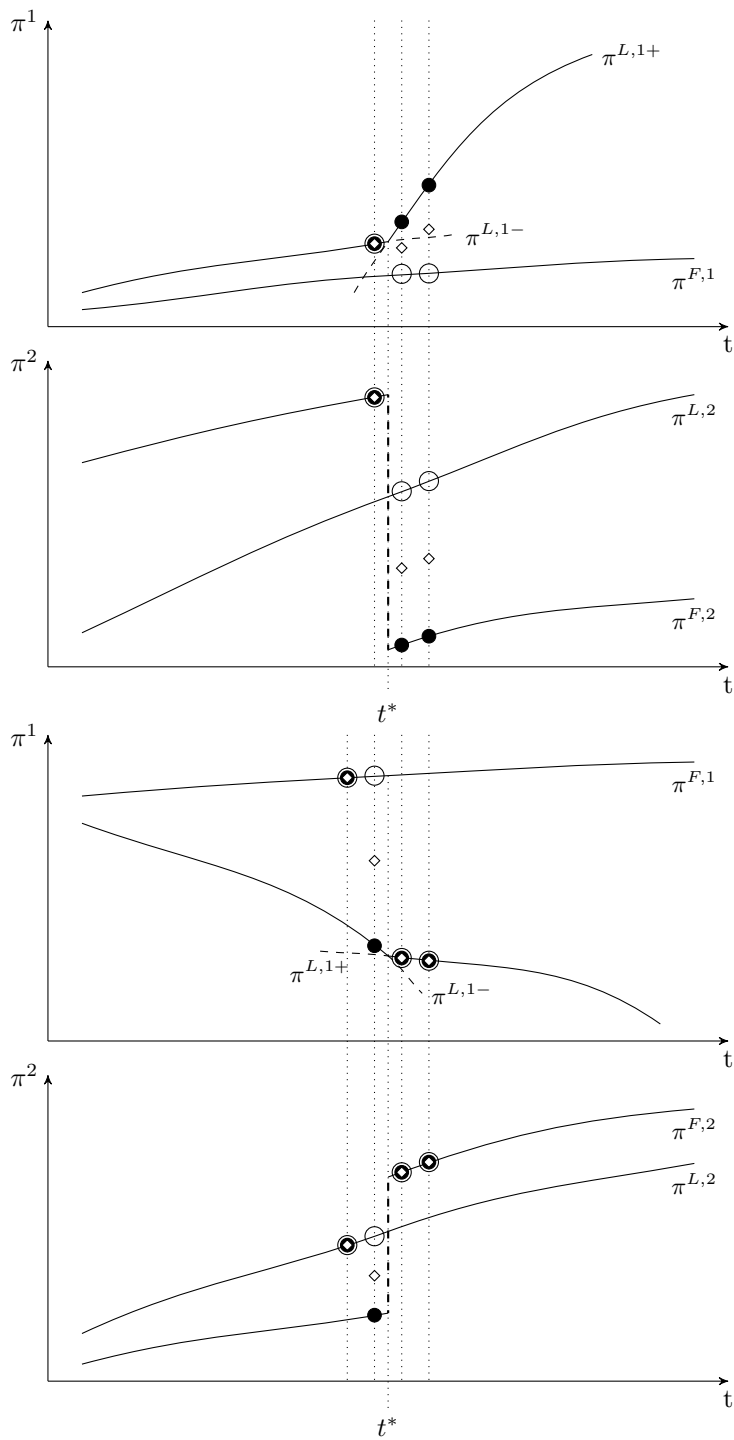 π^1
π^{L,1+}
π^{L,1−}
π^{F,1}
t
π^2
π^{L,2}
π^{F,2}
t
t^*
π^1
π^{F,1}
π^{L,1+}
π^{L,1−}
t
π^2
π^{F,2}
π^{L,2}
t
t^*